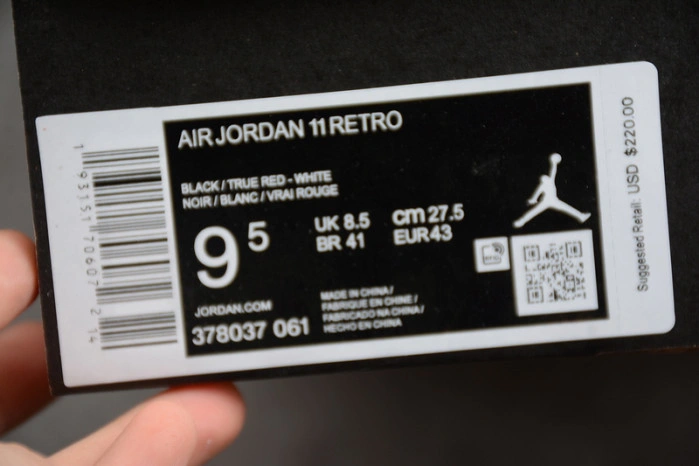 AIR JORDAN 11 RETRO
BLACK / TRUE RED - WHITE
NOIR / BLANC / VRAI ROUGE
9 5
UK 8.5
BR 41
cm 27.5
EUR 43
JORDAN.COM
378037 061
MADE IN CHINA /
FABRIQUE EN CHINE /
FABRICADO NA CHINA /
HECHO EN CHINA
Suggested Retail: USD $220.00